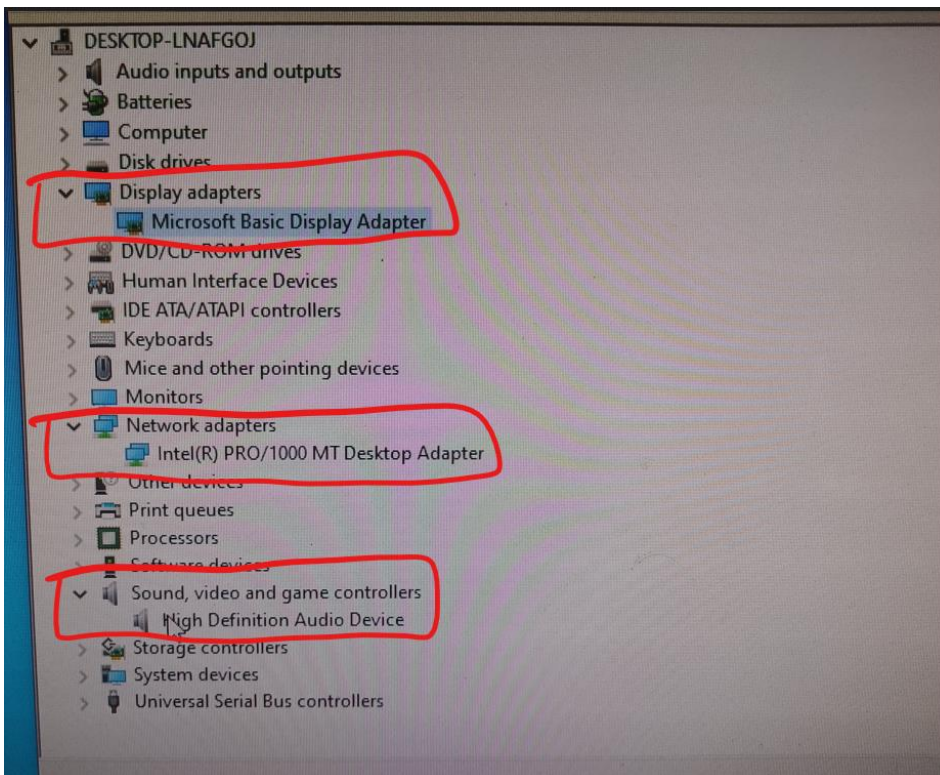 DESKTOP-LNAFGOJ
Audio inputs and outputs
Batteries
Computer
Disk drives
Display adapters
Microsoft Basic Display Adapter
DVD/CD-ROM drives
Human Interface Devices
IDE ATA/ATAPI controllers
Keyboards
Mice and other pointing devices
Monitors
Network adapters
Intel(R) PRO/1000 MT Desktop Adapter
Other devices
Print queues
Processors
Software devices
Sound, video and game controllers
High Definition Audio Device
Storage controllers
System devices
Universal Serial Bus controllers